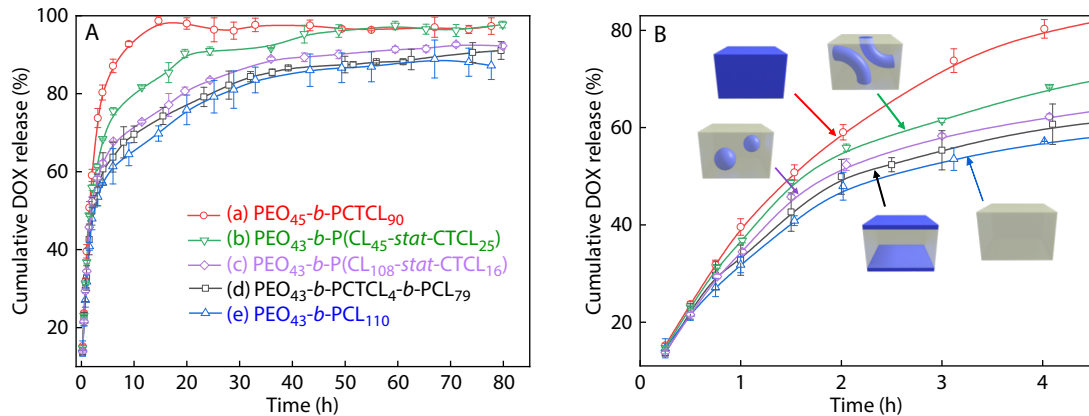 A
Cumulative DOX release (%)
100
80
60
40
20
0
10
20
30
40
50
60
70
80
Time (h)
(a) PEO45-b-PCTCL90
(b) PEO43-b-P(CL45-stat-CTCL25)
(c) PEO43-b-P(CL108-stat-CTCL16)
(d) PEO43-b-PCTCL4-b-PCL79
(e) PEO43-b-PCL110
B
Cumulative DOX release (%)
80
60
40
20
0
1
2
3
4
Time (h)